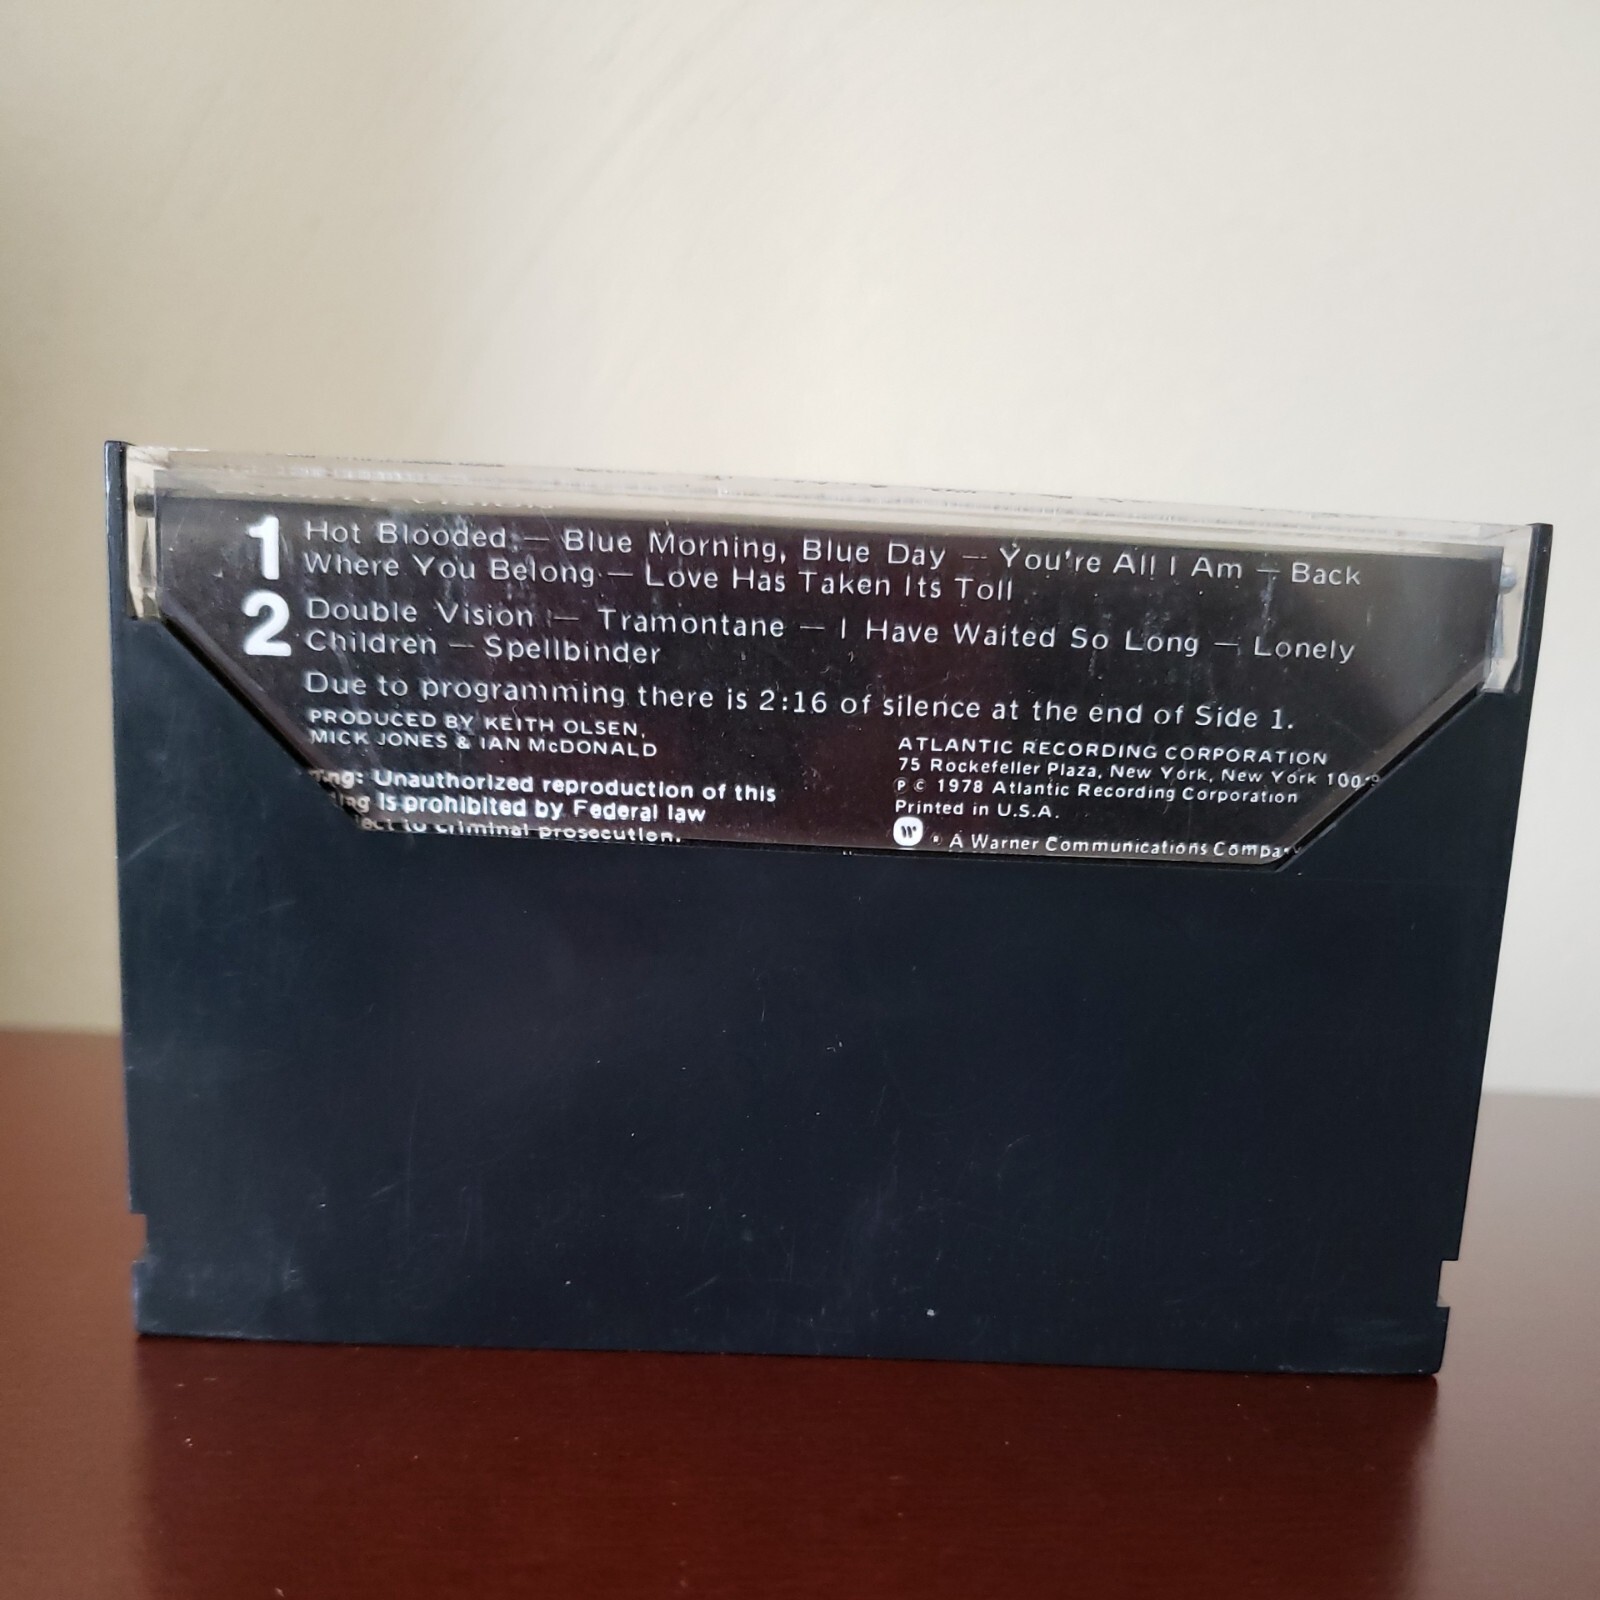 1 Hot Blooded — Blue Morning, Blue Day — You're All I Am — Back
Where You Belong — Love Has Taken Its Toll
2 Double Vision — Tramontane — I Have Waited So Long — Lonely
Children — Spellbinder
Due to programming there is 2:16 of silence at the end of Side 1.
PRODUCED BY KEITH OLSEN,
MICK JONES & IAN McDONALD
Unauthorized reproduction of this
is prohibited by Federal law
to criminal prosecution.
ATLANTIC RECORDING CORPORATION
75 Rockefeller Plaza, New York, New York
℗ © 1978 Atlantic Recording Corporation
Printed in U.S.A.
W ® A Warner Communications